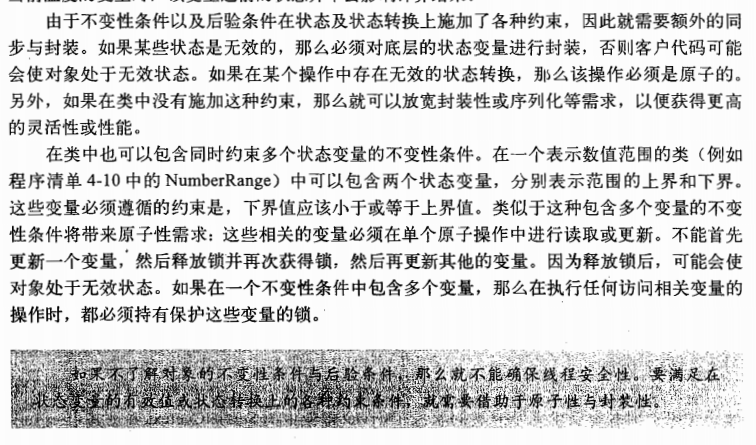 由于不变性条件以及后验条件在状态及状态转换上施加了各种约束，因此就需要额外的同
步与封装。如果某些状态是无效的，那么必须对底层的状态变量进行封装，否则客户代码可能
会使对象处于无效状态。如果在某个操作中存在无效的状态转换，那么该操作必须是原子的。
另外，如果在类中没有施加这种约束，那么就可以放宽封装性或序列化等需求，以便获得更高
的灵活性或性能。
在类中也可以包含同时约束多个状态变量的不变性条件。在一个表示数值范围的类（例如
程序清单 4-10 中的 NumberRange）中可以包含两个状态变量，分别表示范围的上界和下界。
这些变量必须遵循的约束是，下界值应该小于或等于上界值。类似于这种包含多个变量的不变
性条件将带来原子性需求：这些相关的变量必须在单个原子操作中进行读取或更新。不能首先
更新一个变量，然后释放锁并再次获得锁，然后再更新其他的变量。因为释放锁后，可能会使
对象处于无效状态。如果在一个不变性条件中包含多个变量，那么在执行任何访问相关变量的
操作时，都必须持有保护这些变量的锁。
如果不了解对象的不变性条件与后验条件，那么就不能确保线程安全性。要满足在
状态变量的有效值或状态转换上的各种约束条件，就需要借助于原子性与封装性。